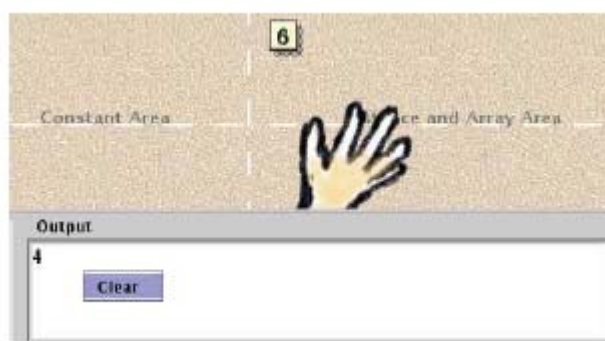 6
Constant Area
ce and Array Area
Output
4
Clear